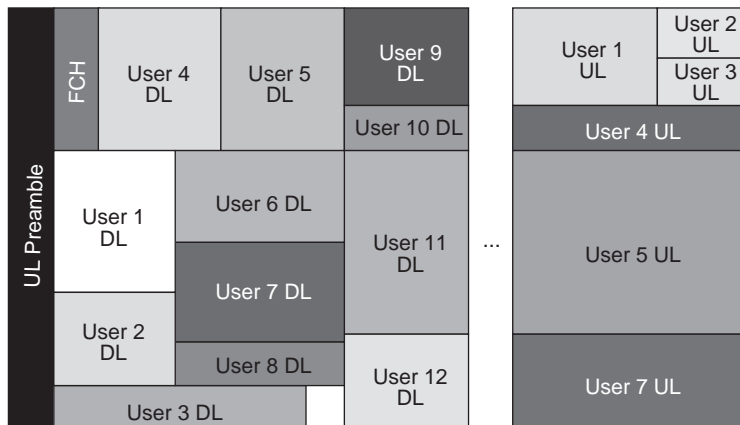 UL Preamble
FCH
User 4
DL
User 5
DL
User 9
DL
User 10 DL
User 1
DL
User 6 DL
User 11
DL
User 7 DL
User 2
DL
User 8 DL
User 12
DL
User 3 DL
...
User 1
UL
User 2
UL
User 3
UL
User 4 UL
User 5 UL
User 7 UL